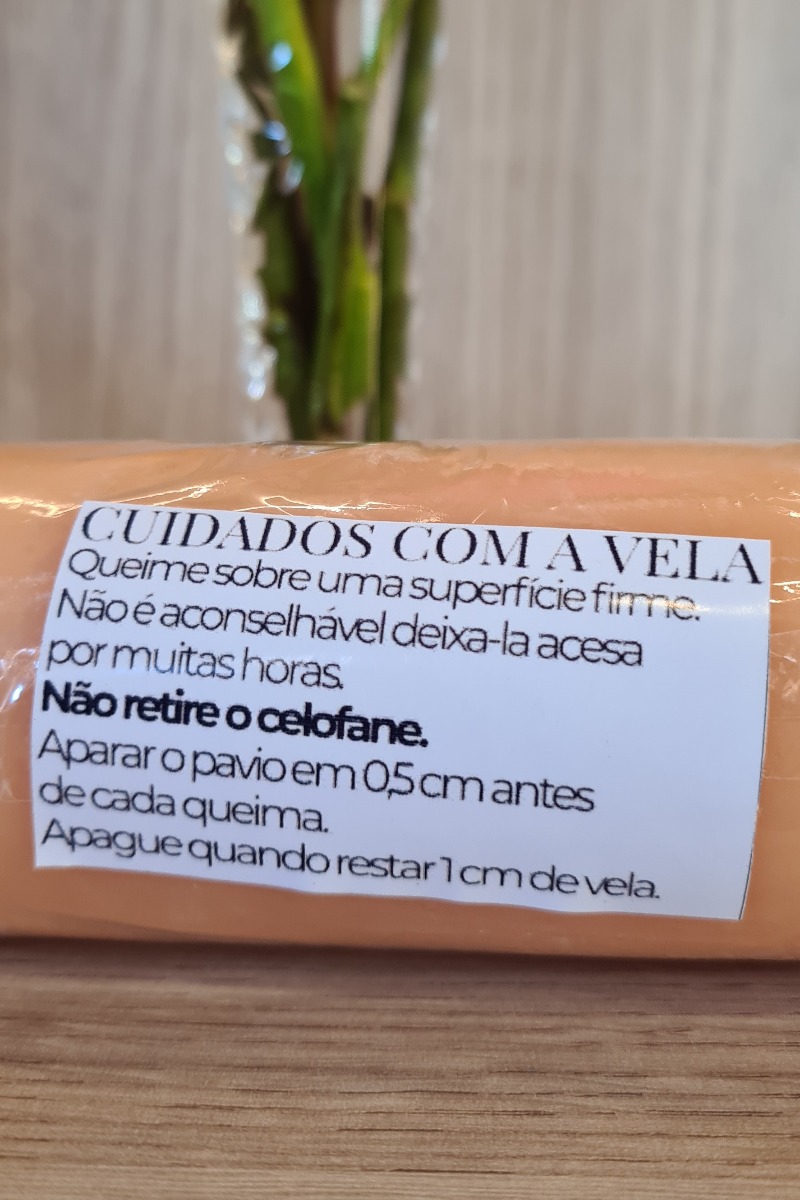 CUIDADOS COM A VELA
Queime sobre uma superfície firme.
Não é aconselhável deixa-la acesa
por muitas horas.
Não retire o celofane.
Aparar o pavio em 0,5 cm antes
de cada queima.
Apague quando restar 1 cm de vela.